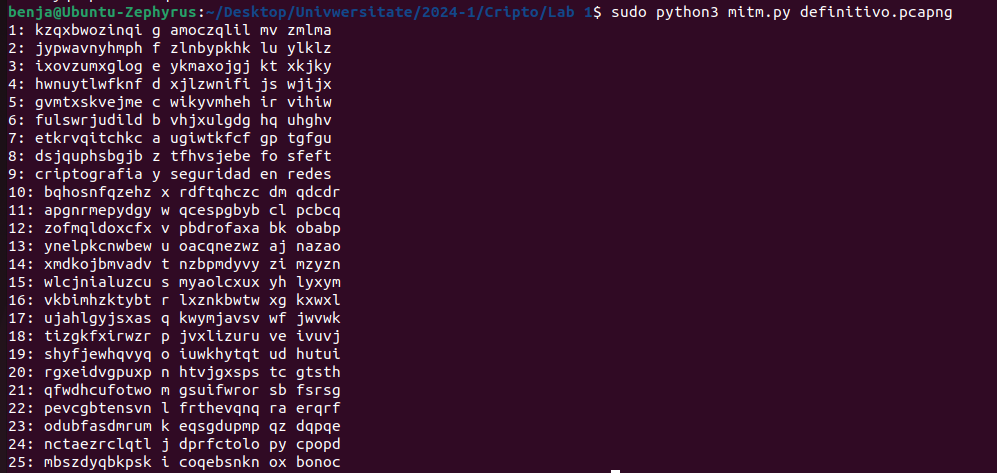 benja@Ubuntu-Zephyrus:~/Desktop/Univwersitate/2024-1/Cripto/Lab 1$ sudo python3 mitm.py definitivo.pcapng
1: kzqxbwozinqi g amoczqlil mv zmlma
2: jypwavnyhmph f zlnbypkhk lu ylklz
3: ixovzumxglog e ykmaxojgj kt xkjky
4: hwnuytlwfknf d xjlzwnifi js wjijx
5: gvmtxskvejme c wikyvmheh ir vihiw
6: fulswrjudild b vhjxulgdg hq uhghv
7: etkrvqitchkc a ugiwtkfcf gp tgfgu
8: dsjquphsbgjb z tfhvsjebe fo sfeft
9: criptografia y seguridad en redes
10: bqhosnfqzehz x rdftqhczc dm qdcdr
11: apgnrmepydgy w qcespgbyb cl pcbcq
12: zofmqldoxcfx v pbdrofaxa bk obabp
13: ynelpkcnwbew u oacqnezwz aj nazao
14: xmdkojbmvadv t nzbpmdyvy zi mzyzn
15: wlcjnialuzcu s myaolcxux yh lyxym
16: vkbimhzktybt r lxznkbwtw xg kxwxl
17: ujahlgyjsxas q kwymjavsv wf jwvwk
18: tizgkfxirwzr p jvxlizuru ve ivuvj
19: shyfjewhqvyq o iuwkhytqt ud hutui
20: rgxeidvgpuxp n htvjgxsps tc gtsth
21: qfwdhcufotwo m gsuifwror sb fsrsg
22: pevcgbtensvn l frthevqnq ra erqrf
23: odubfasdmrum k eqsgdupmp qz dqpqe
24: nctaezrclqtl j dprfctolo py cpopd
25: mbszdyqbkpsk i coqebsnkn ox bonoc